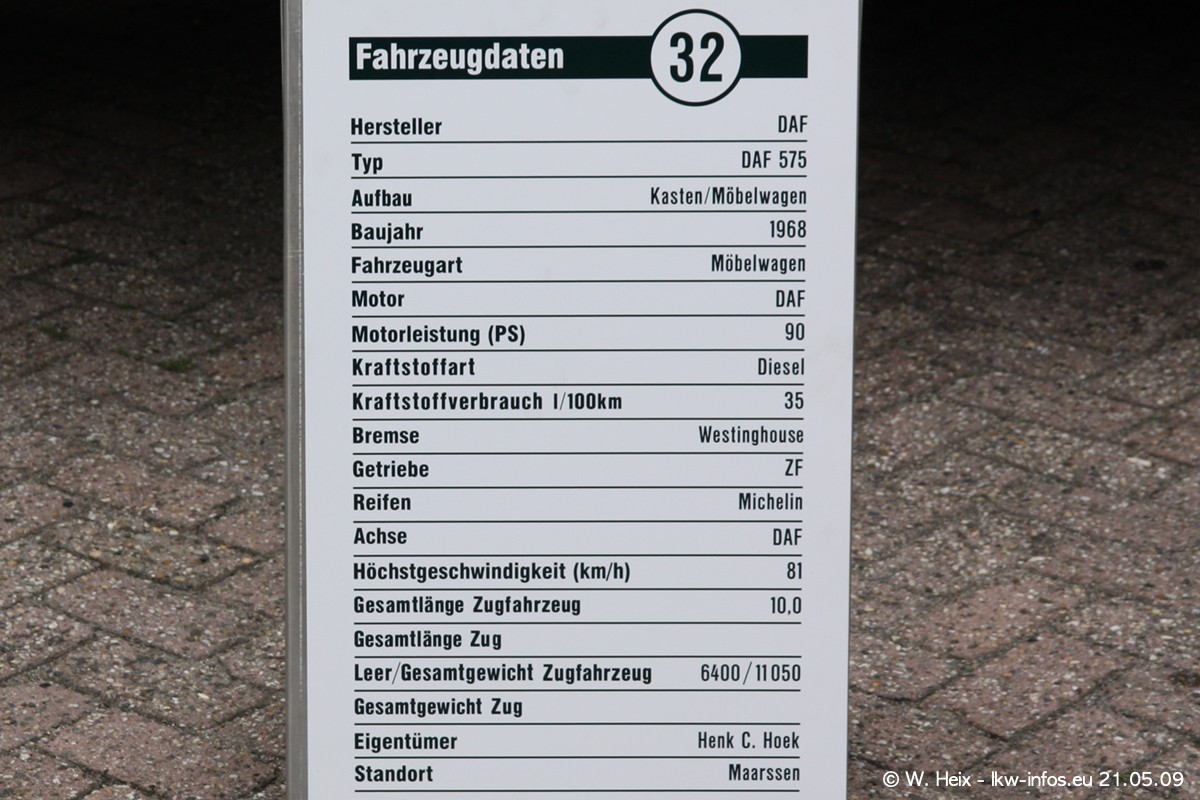 Fahrzeugdaten 32
Hersteller DAF
Typ DAF 575
Aufbau Kasten/Möbelwagen
Baujahr 1968
Fahrzeugart Möbelwagen
Motor DAF
Motorleistung (PS) 90
Kraftstoffart Diesel
Kraftstoffverbrauch l/100km 35
Bremse Westinghouse
Getriebe ZF
Reifen Michelin
Achse DAF
Höchstgeschwindigkeit (km/h) 81
Gesamtlänge Zugfahrzeug 10,0
Gesamtlänge Zug
Leer/Gesamtgewicht Zugfahrzeug 6400/11050
Gesamtgewicht Zug
Eigentümer Henk C. Hoek
Standort Maarssen
© W. Heix - lkw-infos.eu 21.05.09